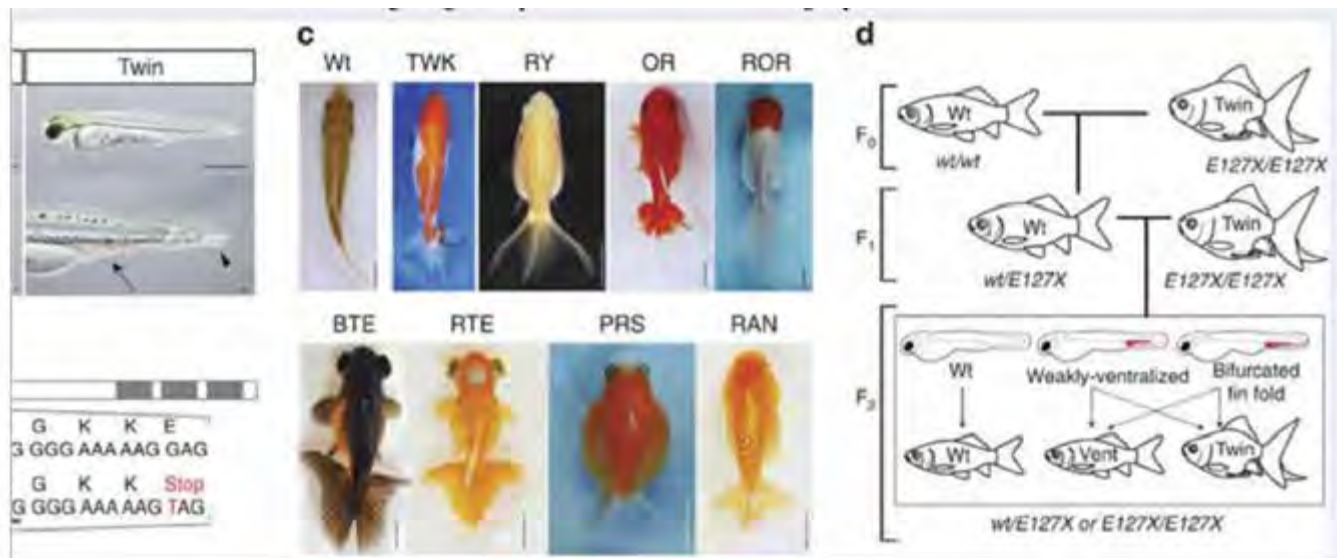 Twin
G K K E
GGG AAA AAG GAG
G K K Stop
GGG AAA AAG TAG
c
Wt TWK RY OR ROR
BTE RTE PRS RAN
d
F0
Wt Twin
wt/wt E127X/E127X
F1
Wt Twin
wt/E127X E127X/E127X
Wt Weakly-ventralized Bifurcated
fin fold
Wt Vent Twin
wt/E127X or E127X/E127X